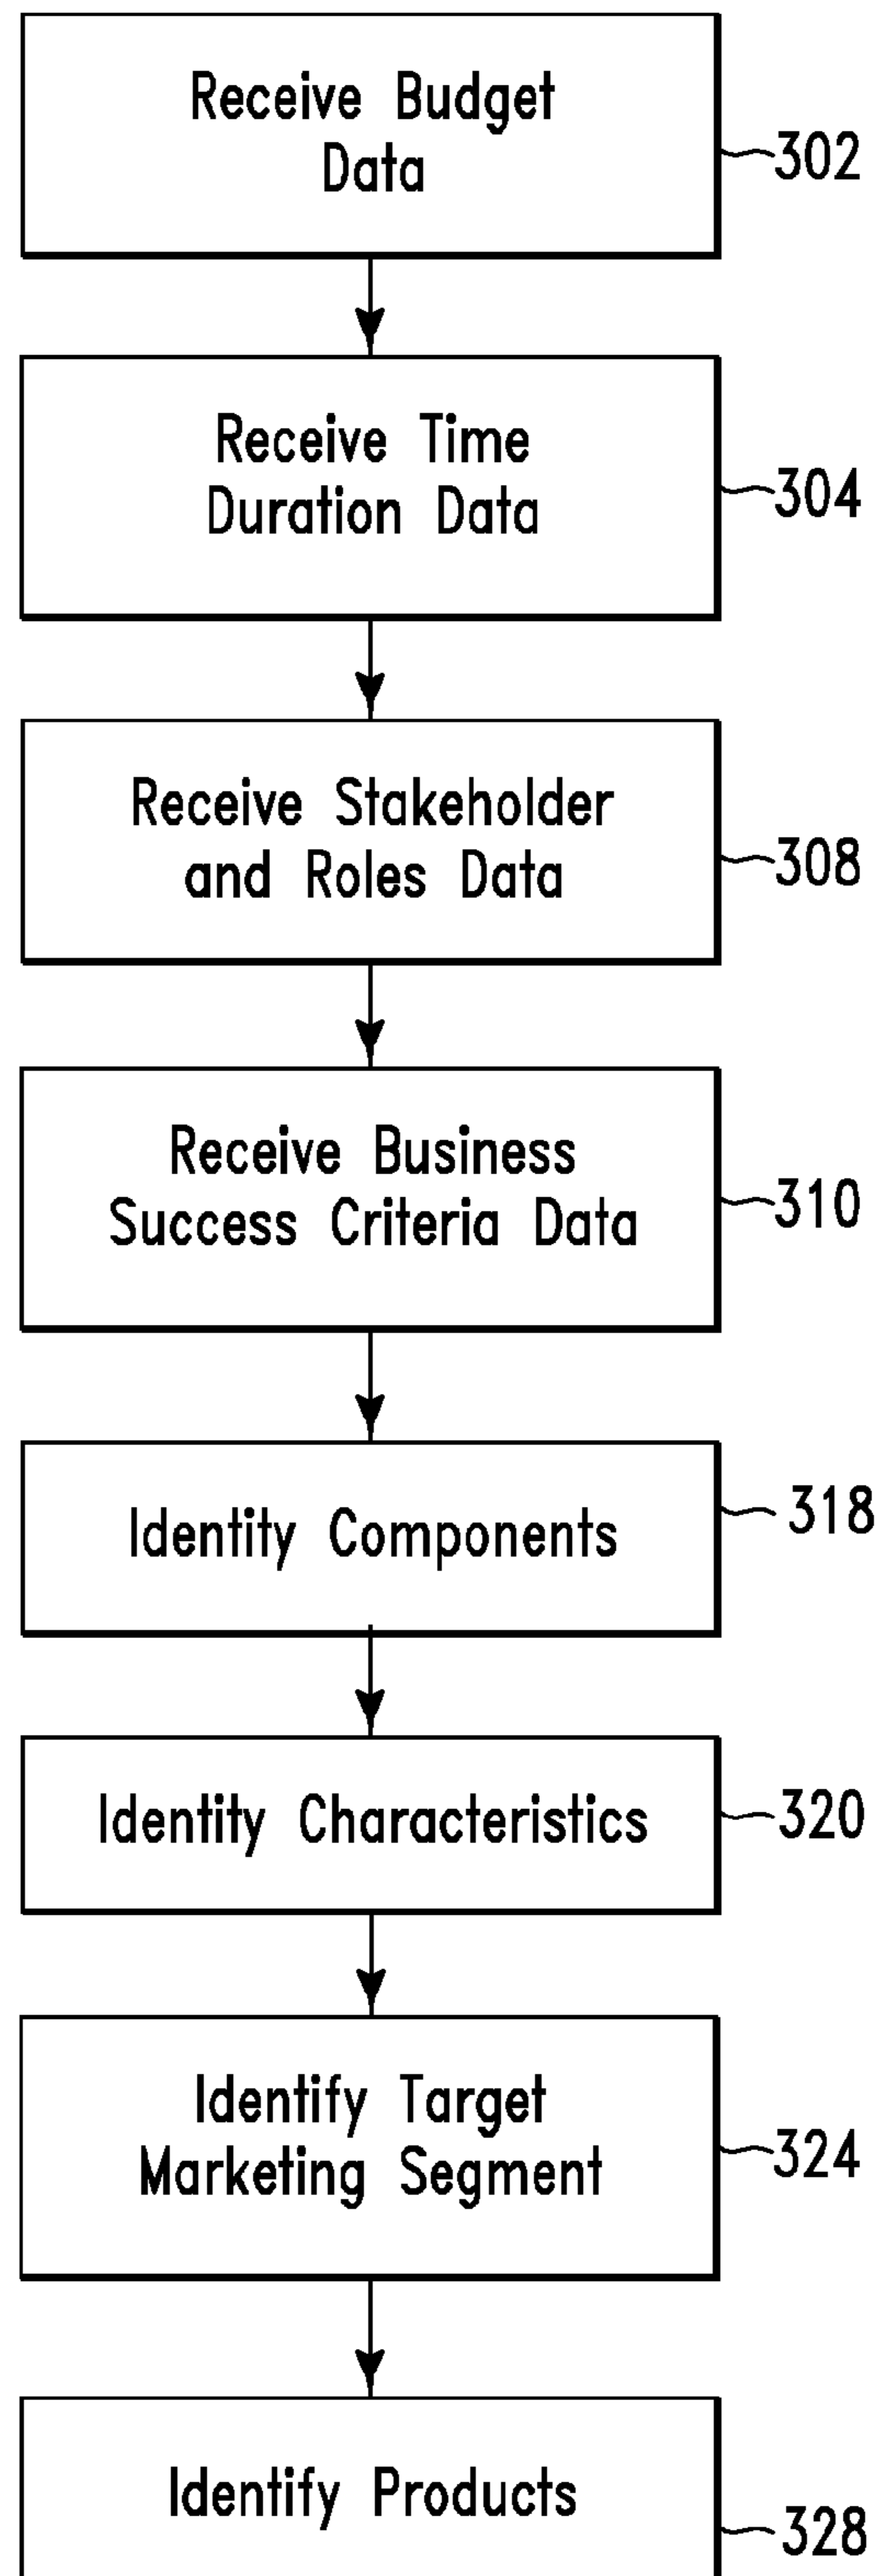 Receive Budget
Data
302
Receive Time
Duration Data
304
Receive Stakeholder
and Roles Data
308
Receive Business
Success Criteria Data
310
Identity Components
318
Identity Characteristics
320
Identify Target
Marketing Segment
324
Identify Products
328